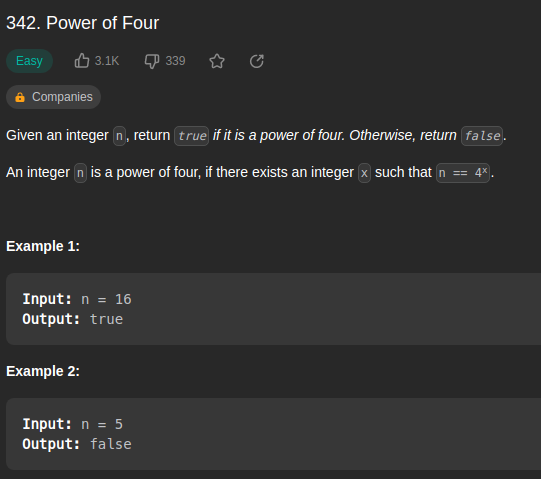 342. Power of Four
Easy 3.1K 339
Companies
Given an integer n, return true if it is a power of four. Otherwise, return false.
An integer n is a power of four, if there exists an integer x such that n == 4ˣ.
Example 1:
Input: n = 16
Output: true
Example 2:
Input: n = 5
Output: false